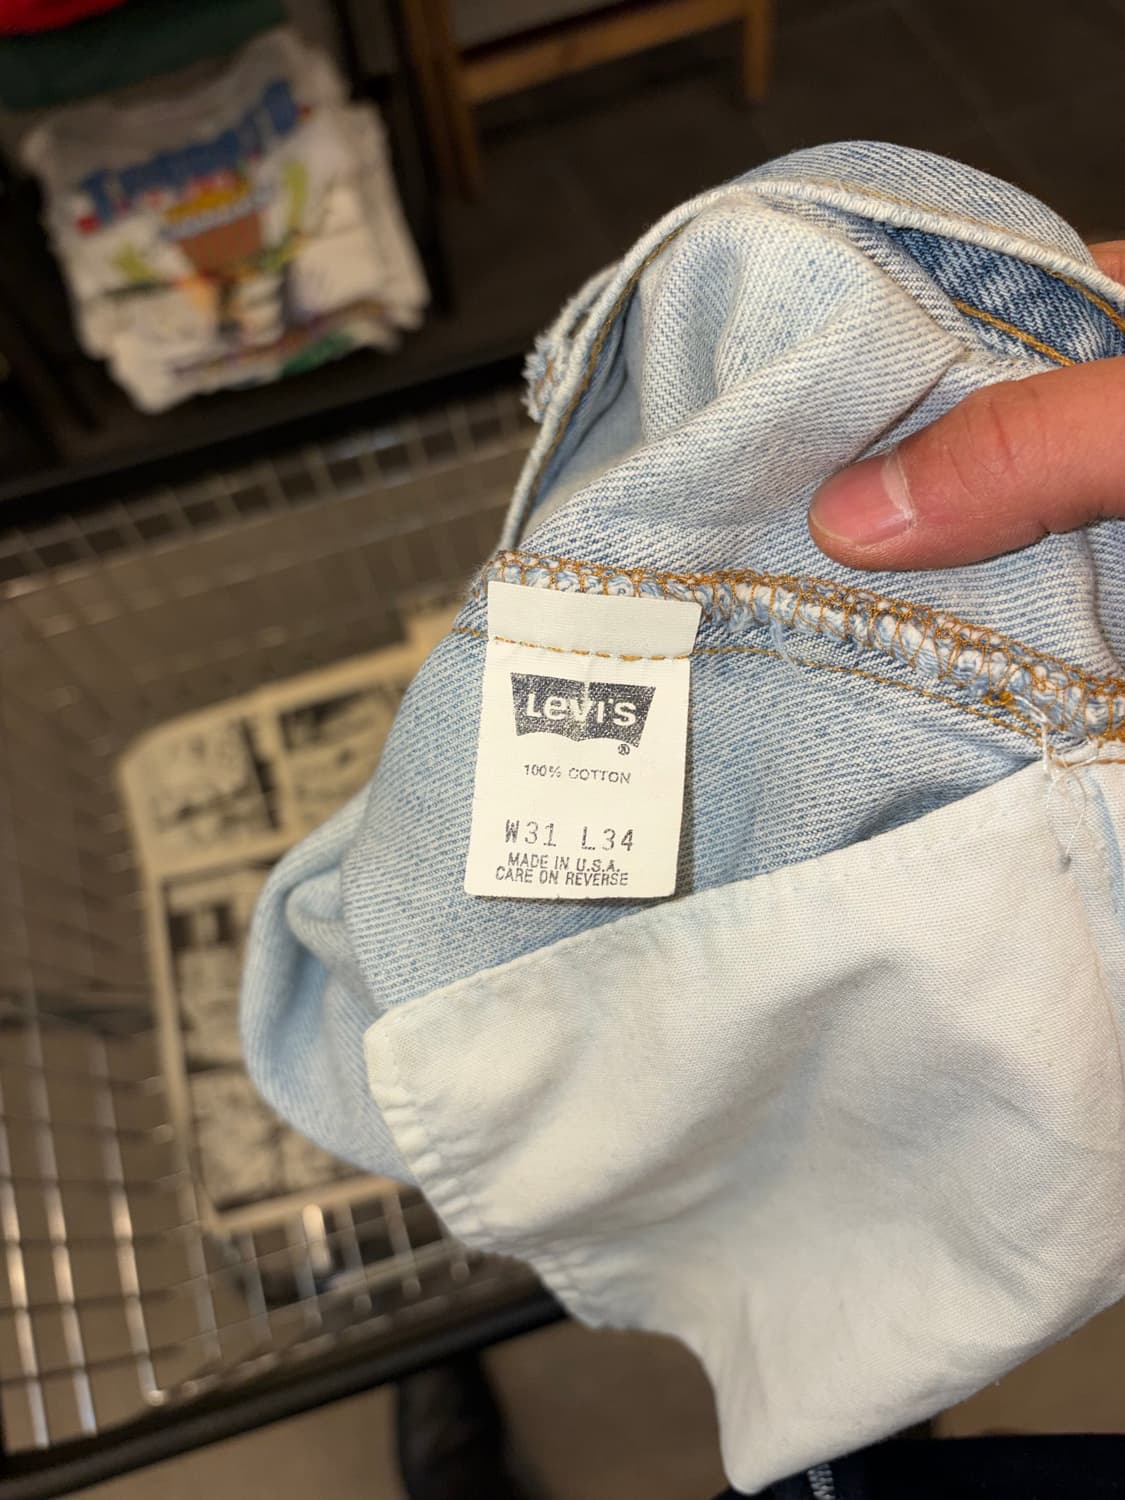 Levi's
®
100% COTTON
W31 L34
MADE IN U.S.A.
CARE ON REVERSE